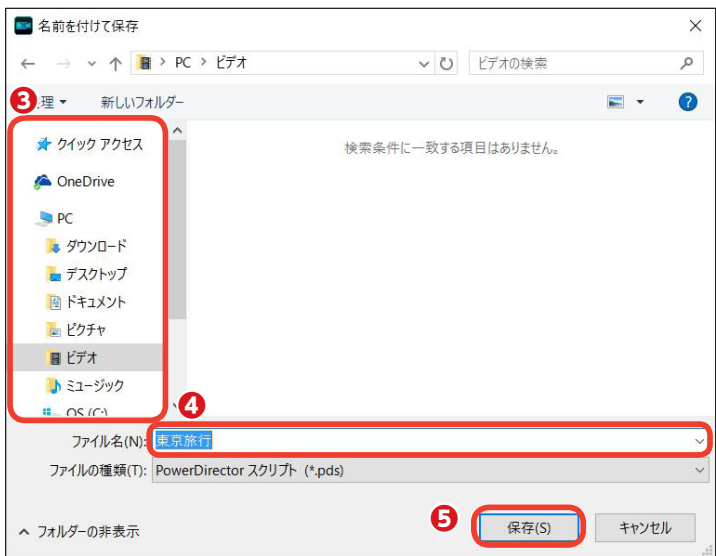 名前を付けて保存
PC > ビデオ
ビデオの検索
3
理 新しいフォルダー
?
クイック アクセス
検索条件に一致する項目はありません。
OneDrive
PC
ダウンロード
デスクトップ
ドキュメント
ピクチャ
ビデオ
ミュージック
OS (C:)
4
ファイル名(N): 東京旅行
ファイルの種類(T): PowerDirector スクリプト (*.pds)
5
フォルダーの非表示
保存(S)
キャンセル